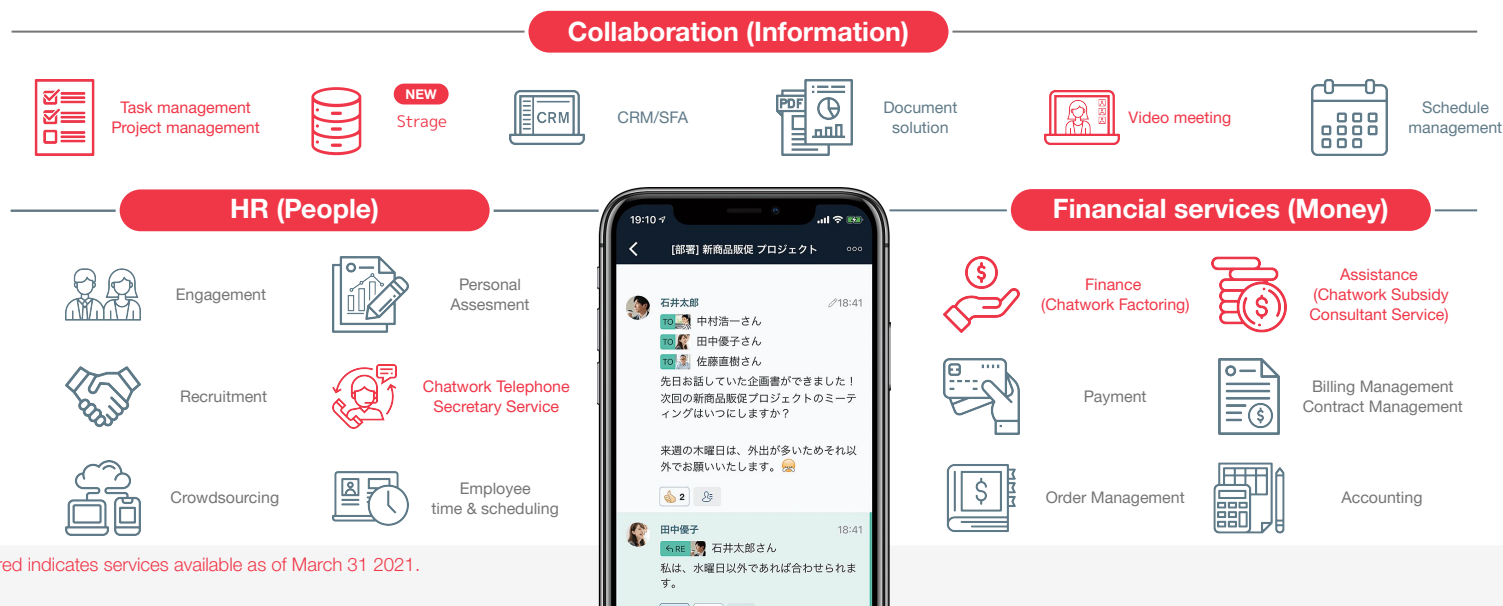 Collaboration (Information)
Task management
Project management
NEW
Strage
CRM
CRM/SFA
PDF
Document
solution
Video meeting
Schedule
management
HR (People)
Financial services (Money)
Engagement
Personal
Assesment
Recruitment
Chatwork Telephone
Secretary Service
Crowdsourcing
Employee
time & scheduling
19:10
[部署] 新商品販促 プロジェクト
石井太郎
18:41
TO 中村浩一さん
TO 田中優子さん
TO 佐藤直樹さん
先日お話していた企画書ができました！
次回の新商品販促プロジェクトのミーテ
ィングはいつにしますか？
来週の木曜日は、外出が多いためそれ以
外でお願いいたします。
2
田中優子
18:41
RE 石井太郎さん
私は、水曜日以外であれば合わせられま
す。
$
Finance
(Chatwork Factoring)
$
Assistance
(Chatwork Subsidy
Consultant Service)
Payment
$
Billing Management
Contract Management
$
Order Management
Accounting
red indicates services available as of March 31 2021.